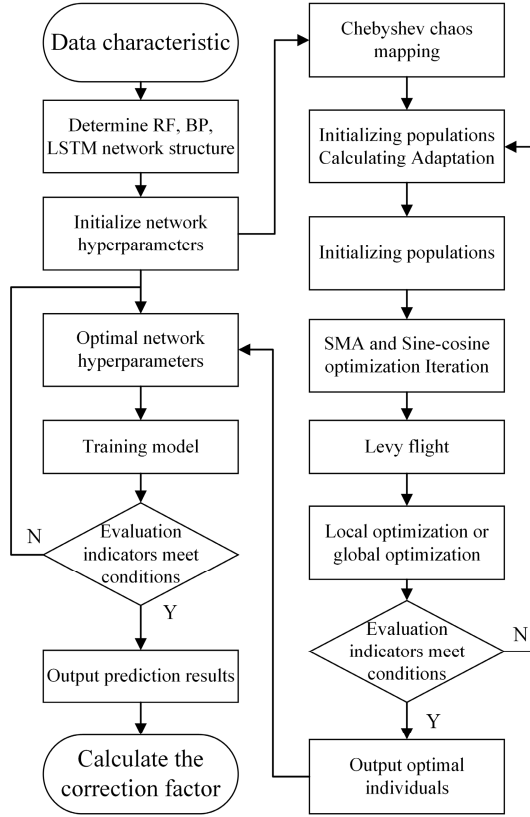 Data characteristic
Determine RF, BP,
LSTM network structure
Initialize network
hyperparameters
Optimal network
hyperparameters
Training model
Evaluation
indicators meet
conditions
N
Y
Output prediction results
Calculate the
correction factor
Chebyshev chaos
mapping
Initializing populations
Calculating Adaptation
Initializing populations
SMA and Sine-cosine
optimization Iteration
Levy flight
Local optimization or
global optimization
Evaluation
indicators meet
conditions
N
Y
Output optimal
individuals